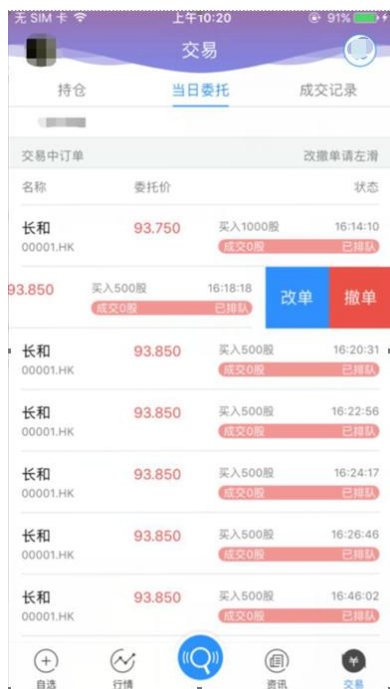 无 SIM 卡 上午10:20 91%
交易
持仓 当日委托 成交记录
交易中订单 改撤单请左滑
名称 委托价 状态
长和 93.750 买入1000股 16:14:10
00001.HK 成交0股 已排队
93.850 买入500股 16:18:18 改单 撤单
成交0股 已排队
长和 93.850 买入500股 16:20:31
00001.HK 成交0股 已排队
长和 93.850 买入500股 16:22:56
00001.HK 成交0股 已排队
长和 93.850 买入500股 16:24:17
00001.HK 成交0股 已排队
长和 93.850 买入500股 16:26:46
00001.HK 成交0股 已排队
长和 93.850 买入500股 16:46:02
00001.HK 成交0股 已排队
自选 行情 资讯 交易